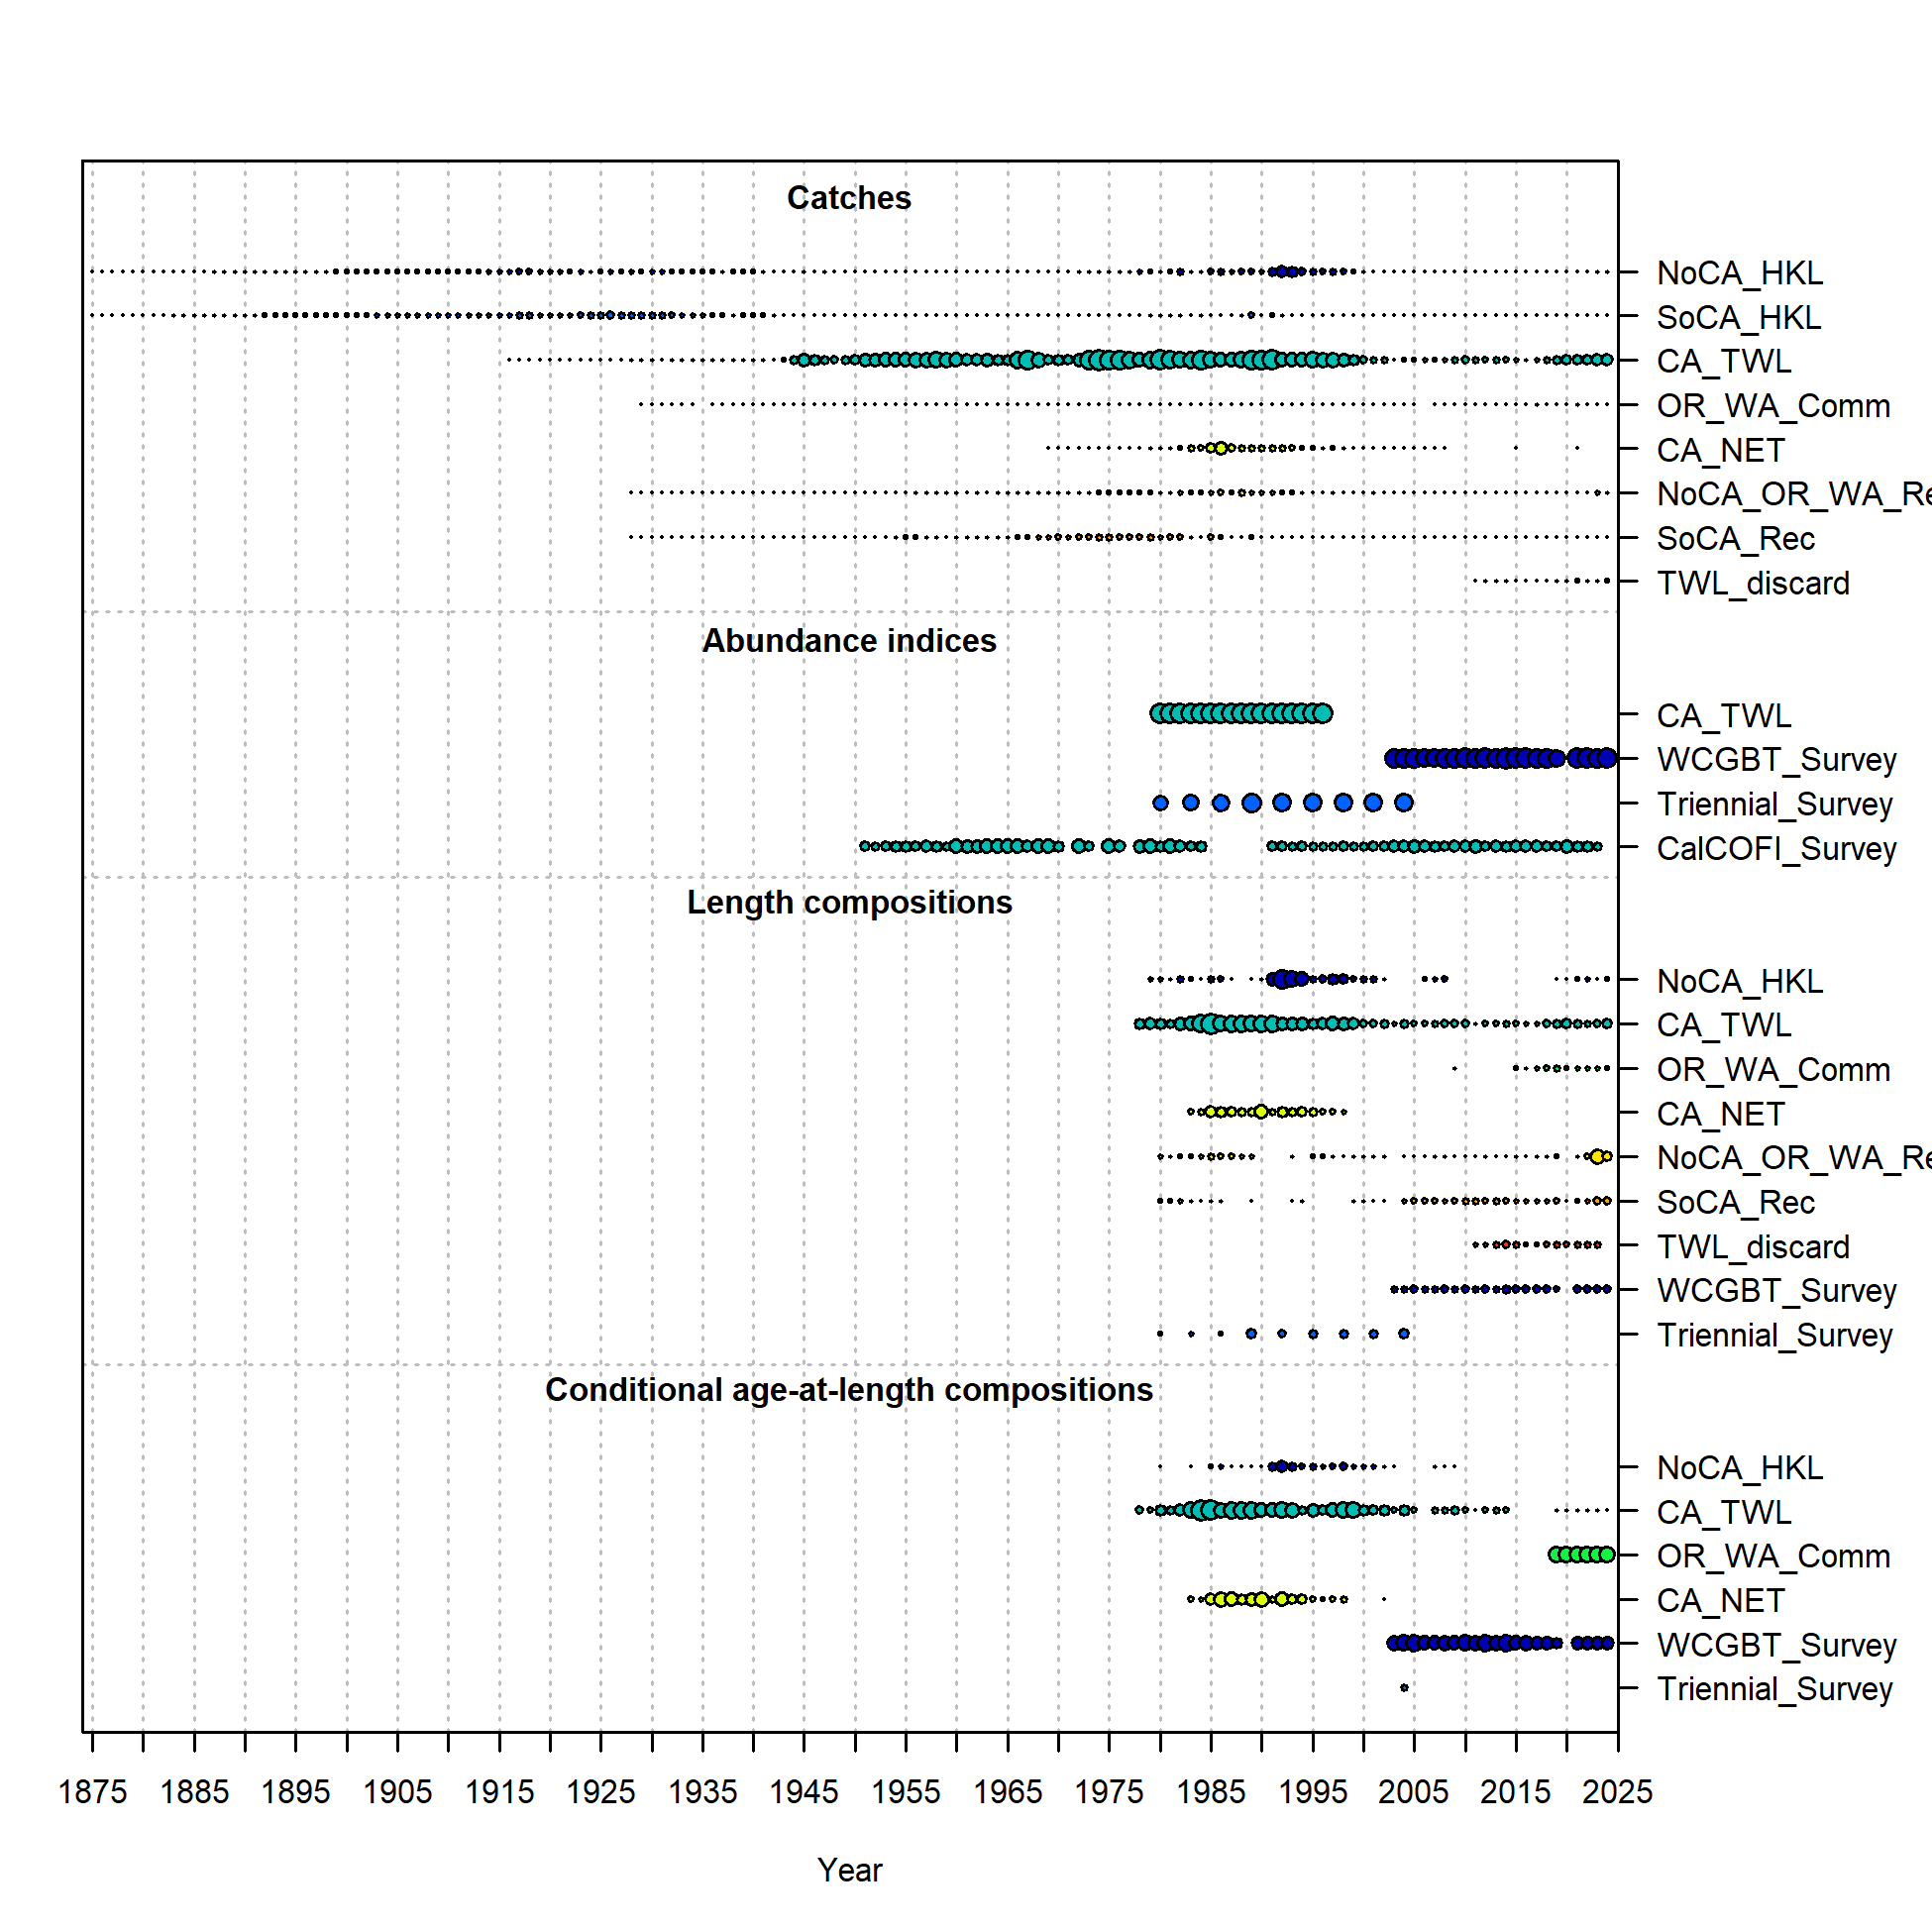 Catches
NoCA_HKL
SoCA_HKL
CA_TWL
OR_WA_Comm
CA_NET
NoCA_OR_WA_Re
SoCA_Rec
TWL_discard
Abundance indices
CA_TWL
WCGBT_Survey
Triennial_Survey
CalCOFI_Survey
Length compositions
NoCA_HKL
CA_TWL
OR_WA_Comm
CA_NET
NoCA_OR_WA_Re
SoCA_Rec
TWL_discard
WCGBT_Survey
Triennial_Survey
Conditional age-at-length compositions
NoCA_HKL
CA_TWL
OR_WA_Comm
CA_NET
WCGBT_Survey
Triennial_Survey
1875 1885 1895 1905 1915 1925 1935 1945 1955 1965 1975 1985 1995 2005 2015 2025
Year